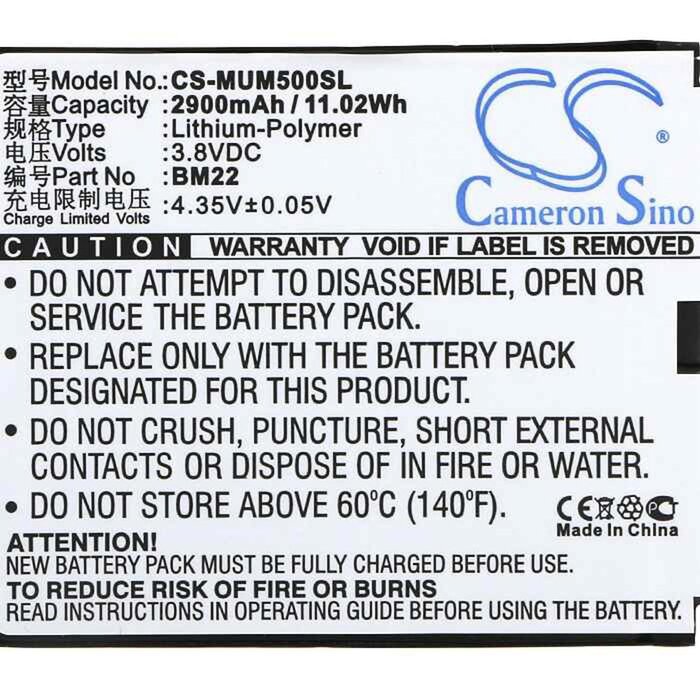 型号Model No.: CS-MUM500SL
容量Capacity: 2900mAh / 11.02Wh
规格Type: Lithium-Polymer
电压Volts: 3.8VDC
编号Part No: BM22
充电限制电压
Charge Limited Volts: 4.35V±0.05V
CS®
Cameron Sino
CAUTION WARRANTY VOID IF LABEL IS REMOVED
• DO NOT ATTEMPT TO DISASSEMBLE, OPEN OR
SERVICE THE BATTERY PACK.
• REPLACE ONLY WITH THE BATTERY PACK
DESIGNATED FOR THIS PRODUCT.
• DO NOT CRUSH, PUNCTURE, SHORT EXTERNAL
CONTACTS OR DISPOSE OF IN FIRE OR WATER.
• DO NOT STORE ABOVE 60℃ (140℉).
CE PC
Made In China
ATTENTION!
NEW BATTERY PACK MUST BE FULLY CHARGED BEFORE USE.
TO REDUCE RISK OF FIRE OR BURNS
READ INSTRUCTIONS IN OPERATING GUIDE BEFORE USING THE BATTERY.